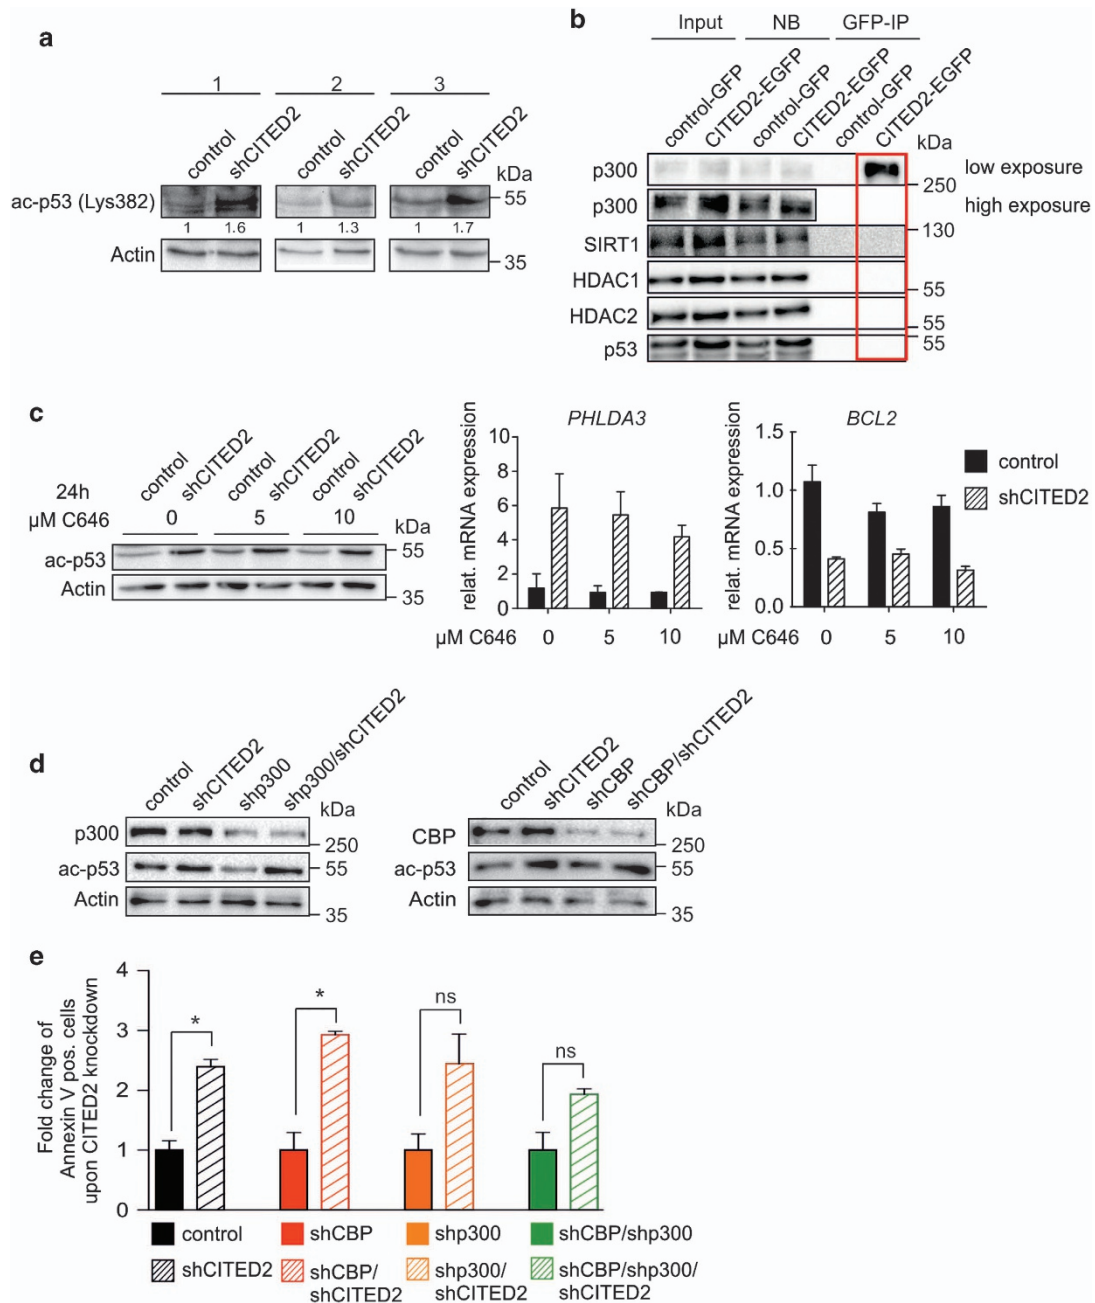 a
1 2 3
control shCITED2 control shCITED2 control shCITED2
kDa
ac-p53 (Lys382) 55
1 1.6 1 1.3 1 1.7
Actin 35
b
Input NB GFP-IP
control-GFP CITED2-EGFP control-GFP CITED2-EGFP control-GFP CITED2-EGFP
kDa
p300 250 low exposure
p300 high exposure
SIRT1 130
HDAC1 55
HDAC2 55
p53 55
c
24h control shCITED2 control shCITED2 control shCITED2
µM C646 0 5 10 kDa
ac-p53 55
Actin 35
PHLDA3
relat. mRNA expression
10
8
6
4
2
0
µM C646 0 5 10
BCL2
relat. mRNA expression
1.5
1.0
0.5
0.0
µM C646 0 5 10
control
shCITED2
d
control shCITED2 shp300 shp300/shCITED2
kDa
p300 250
ac-p53 55
Actin 35
control shCITED2 shCBP shCBP/shCITED2
kDa
CBP 250
ac-p53 55
Actin 35
e
Fold change of
Annexin V pos. cells
upon CITED2 knockdown
4
3
2
1
0
* * ns ns
control shCBP shp300 shCBP/shp300
shCITED2 shCBP/ shp300/ shCBP/shp300/
shCITED2 shCITED2 shCITED2